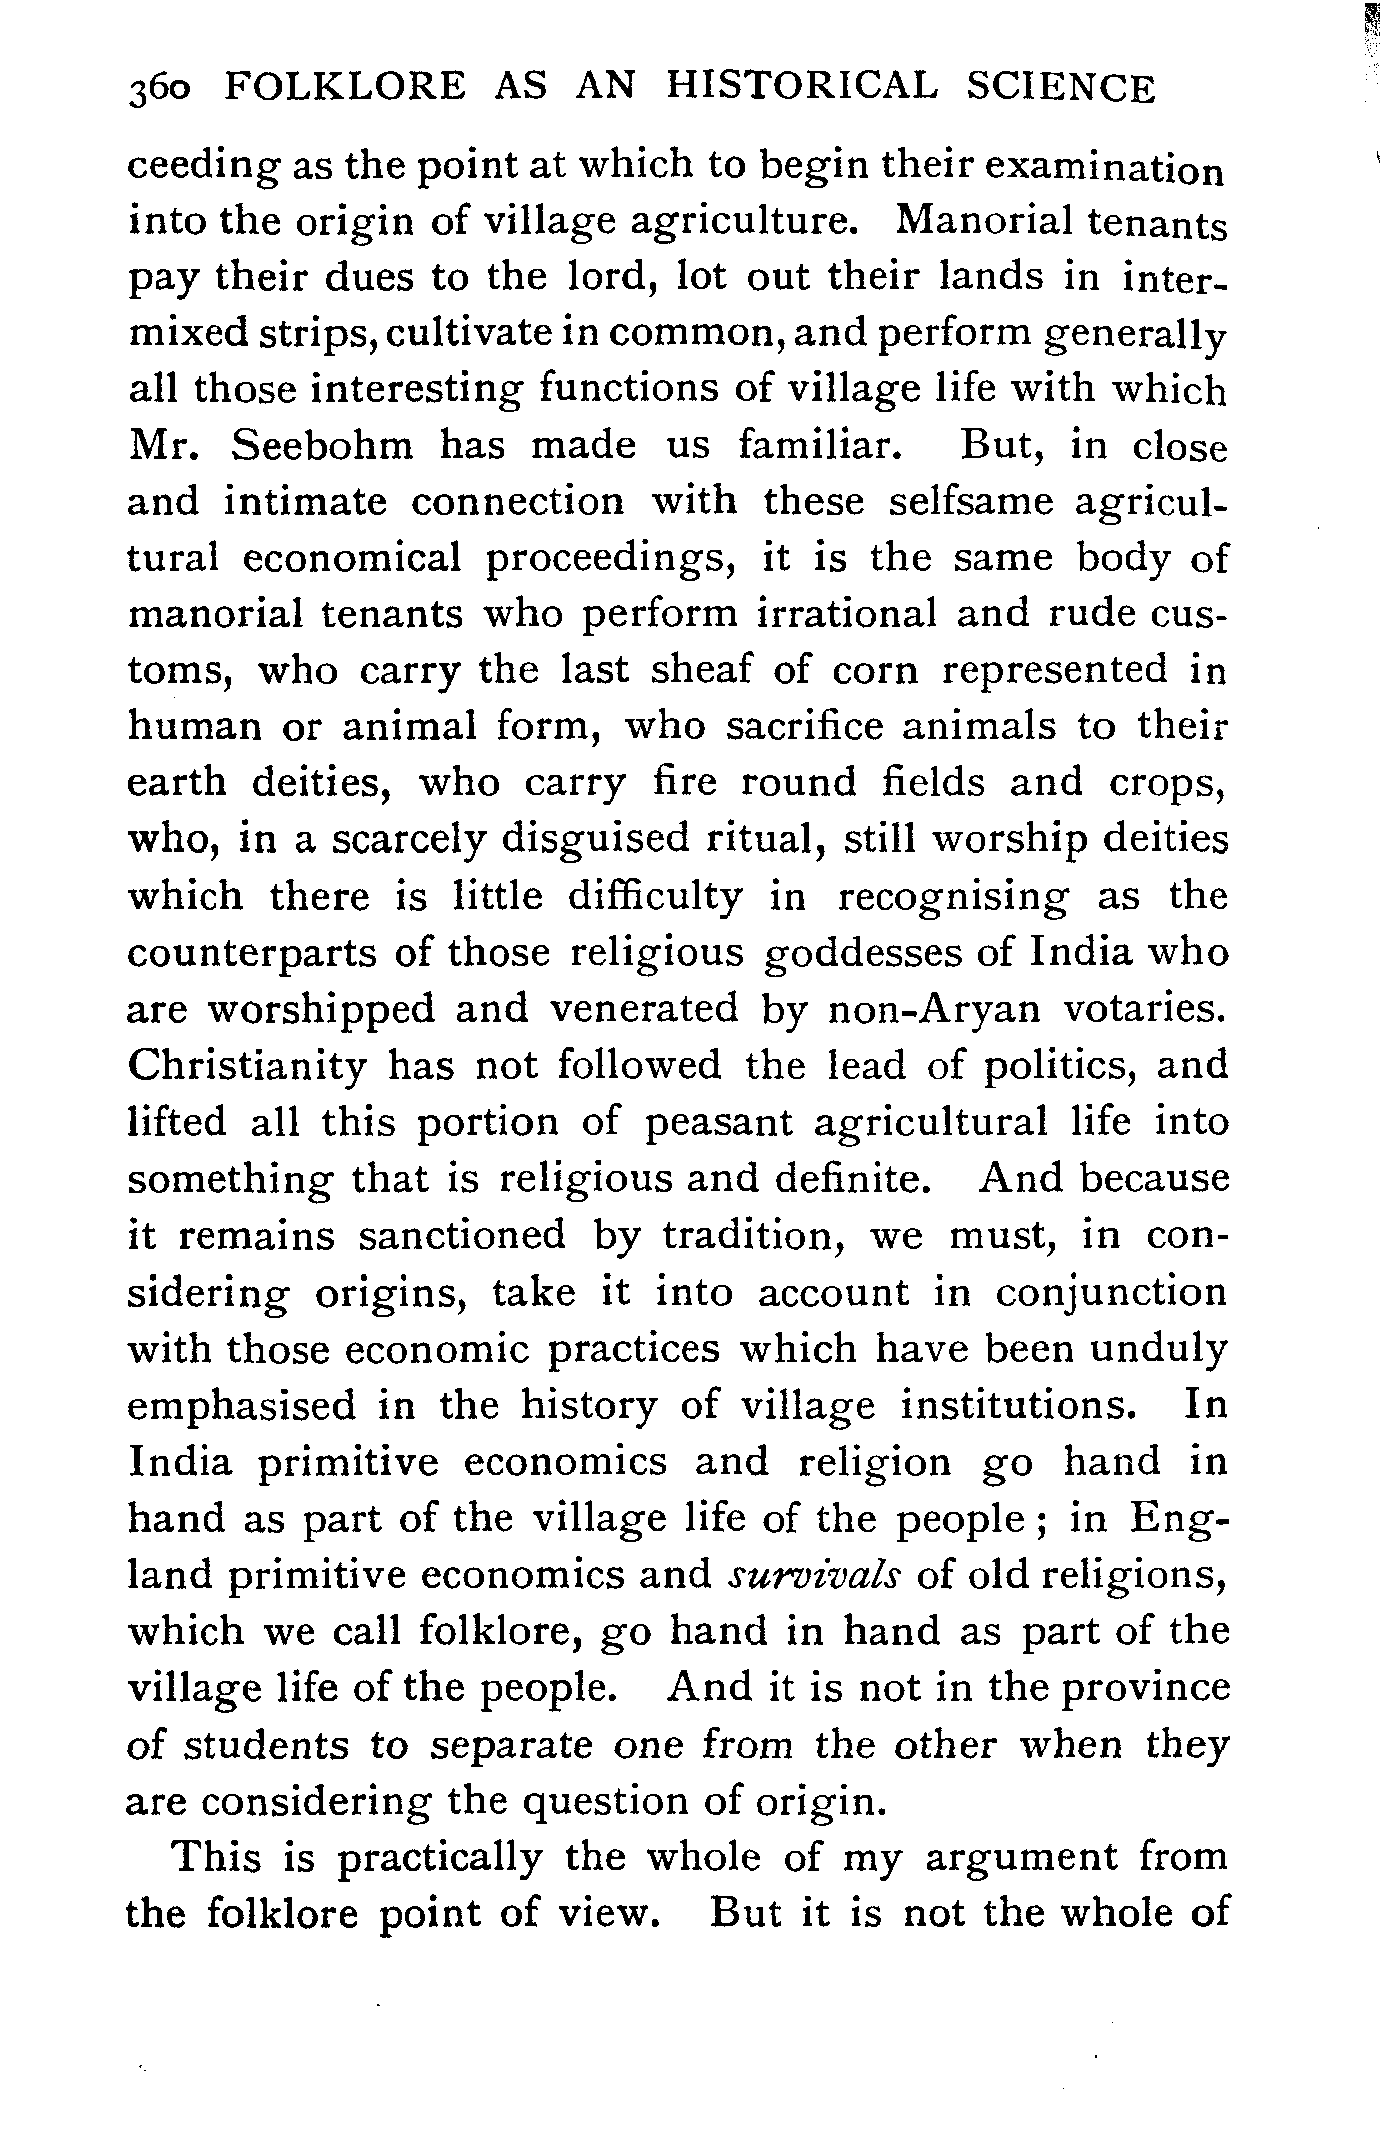 360 FOLKLORE AS AN HISTORICAL SCIENCE
ceeding as the point at which to begin their examination
into the origin of village agriculture. Manorial tenants
pay their dues to the lord, lot out their lands in inter-
mixed strips, cultivate in common, and perform generally
all those interesting functions of village life with which
Mr. Seebohm has made us familiar. But, in close
and intimate connection with these selfsame agricul-
tural economical proceedings, it is the same body of
manorial tenants who perform irrational and rude cus-
toms, who carry the last sheaf of corn represented in
human or animal form, who sacrifice animals to their
earth deities, who carry fire round fields and crops,
who, in a scarcely disguised ritual, still worship deities
which there is little difficulty in recognising as the
counterparts of those religious goddesses of India who
are worshipped and venerated by non-Aryan votaries.
Christianity has not followed the lead of politics, and
lifted all this portion of peasant agricultural life into
something that is religious and definite. And because
it remains sanctioned by tradition, we must, in con-
sidering origins, take it into account in conjunction
with those economic practices which have been unduly
emphasised in the history of village institutions. In
India primitive economics and religion go hand in
hand as part of the village life of the people ; in Eng-
land primitive economics and survivals of old religions,
which we call folklore, go hand in hand as part of the
village life of the people. And it is not in the province
of students to separate one from the other when they
are considering the question of origin.
This is practically the whole of my argument from
the folklore point of view. But it is not the whole of